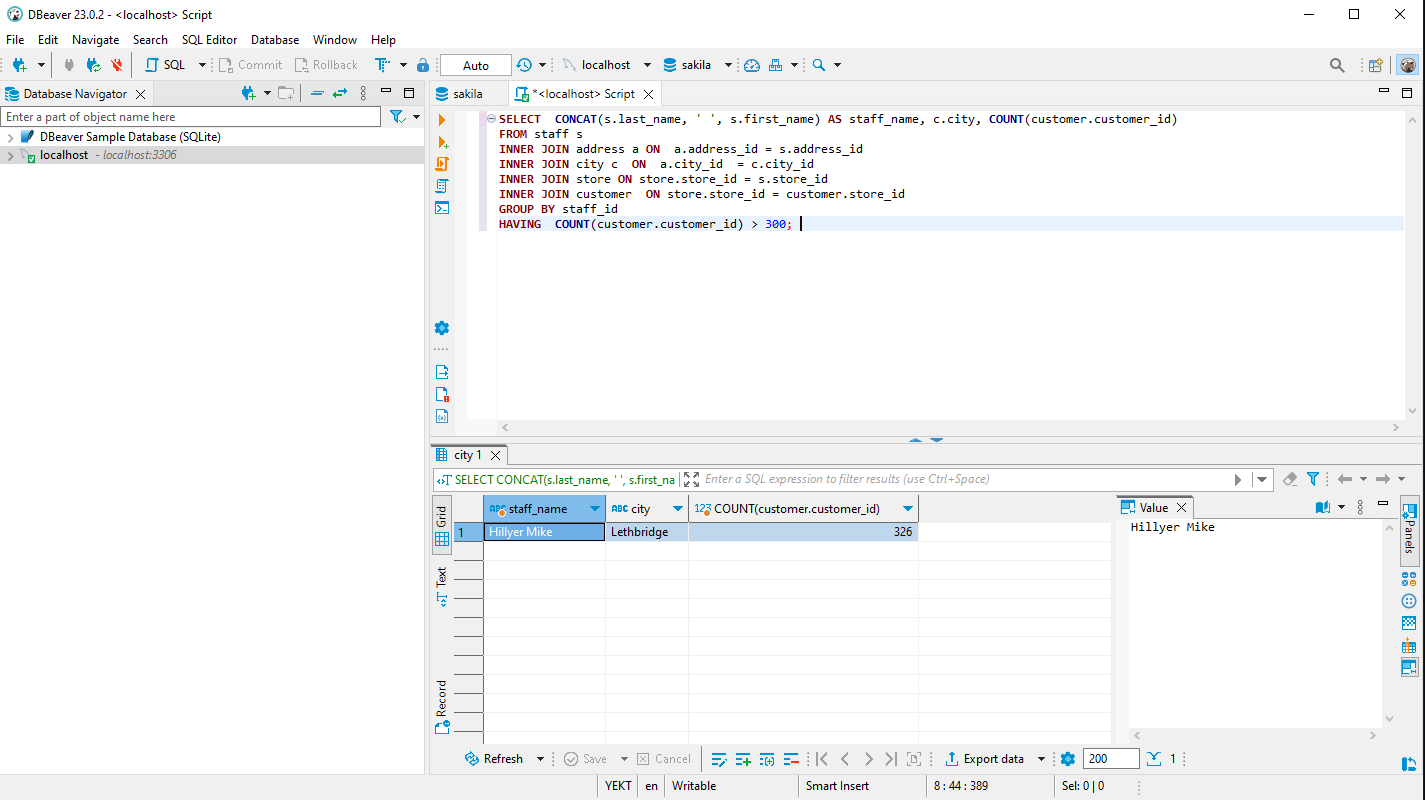 DBeaver 23.0.2 - <localhost> Script
File Edit Navigate Search SQL Editor Database Window Help
SQL Commit Rollback Auto localhost sakila
Database Navigator
Enter a part of object name here
DBeaver Sample Database (SQLite)
localhost - localhost:3306
sakila *<localhost> Script
SELECT  CONCAT(s.last_name, ' ', s.first_name) AS staff_name, c.city, COUNT(customer.customer_id)
FROM staff s
INNER JOIN address a ON  a.address_id = s.address_id
INNER JOIN city c  ON  a.city_id  = c.city_id
INNER JOIN store ON store.store_id = s.store_id
INNER JOIN customer  ON store.store_id = customer.store_id
GROUP BY staff_id
HAVING  COUNT(customer.customer_id) > 300;
city 1
SELECT CONCAT(s.last_name, ' ', s.first_na Enter a SQL expression to filter results (use Ctrl+Space)
Grid
Text
Record
ABC staff_name ABC city 123 COUNT(customer.customer_id)
1 Hillyer Mike Lethbridge 326
Value
Hillyer Mike
Panels
Refresh Save Cancel Export data 200 1
YEKT en Writable Smart Insert 8 : 44 : 389 Sel: 0 | 0